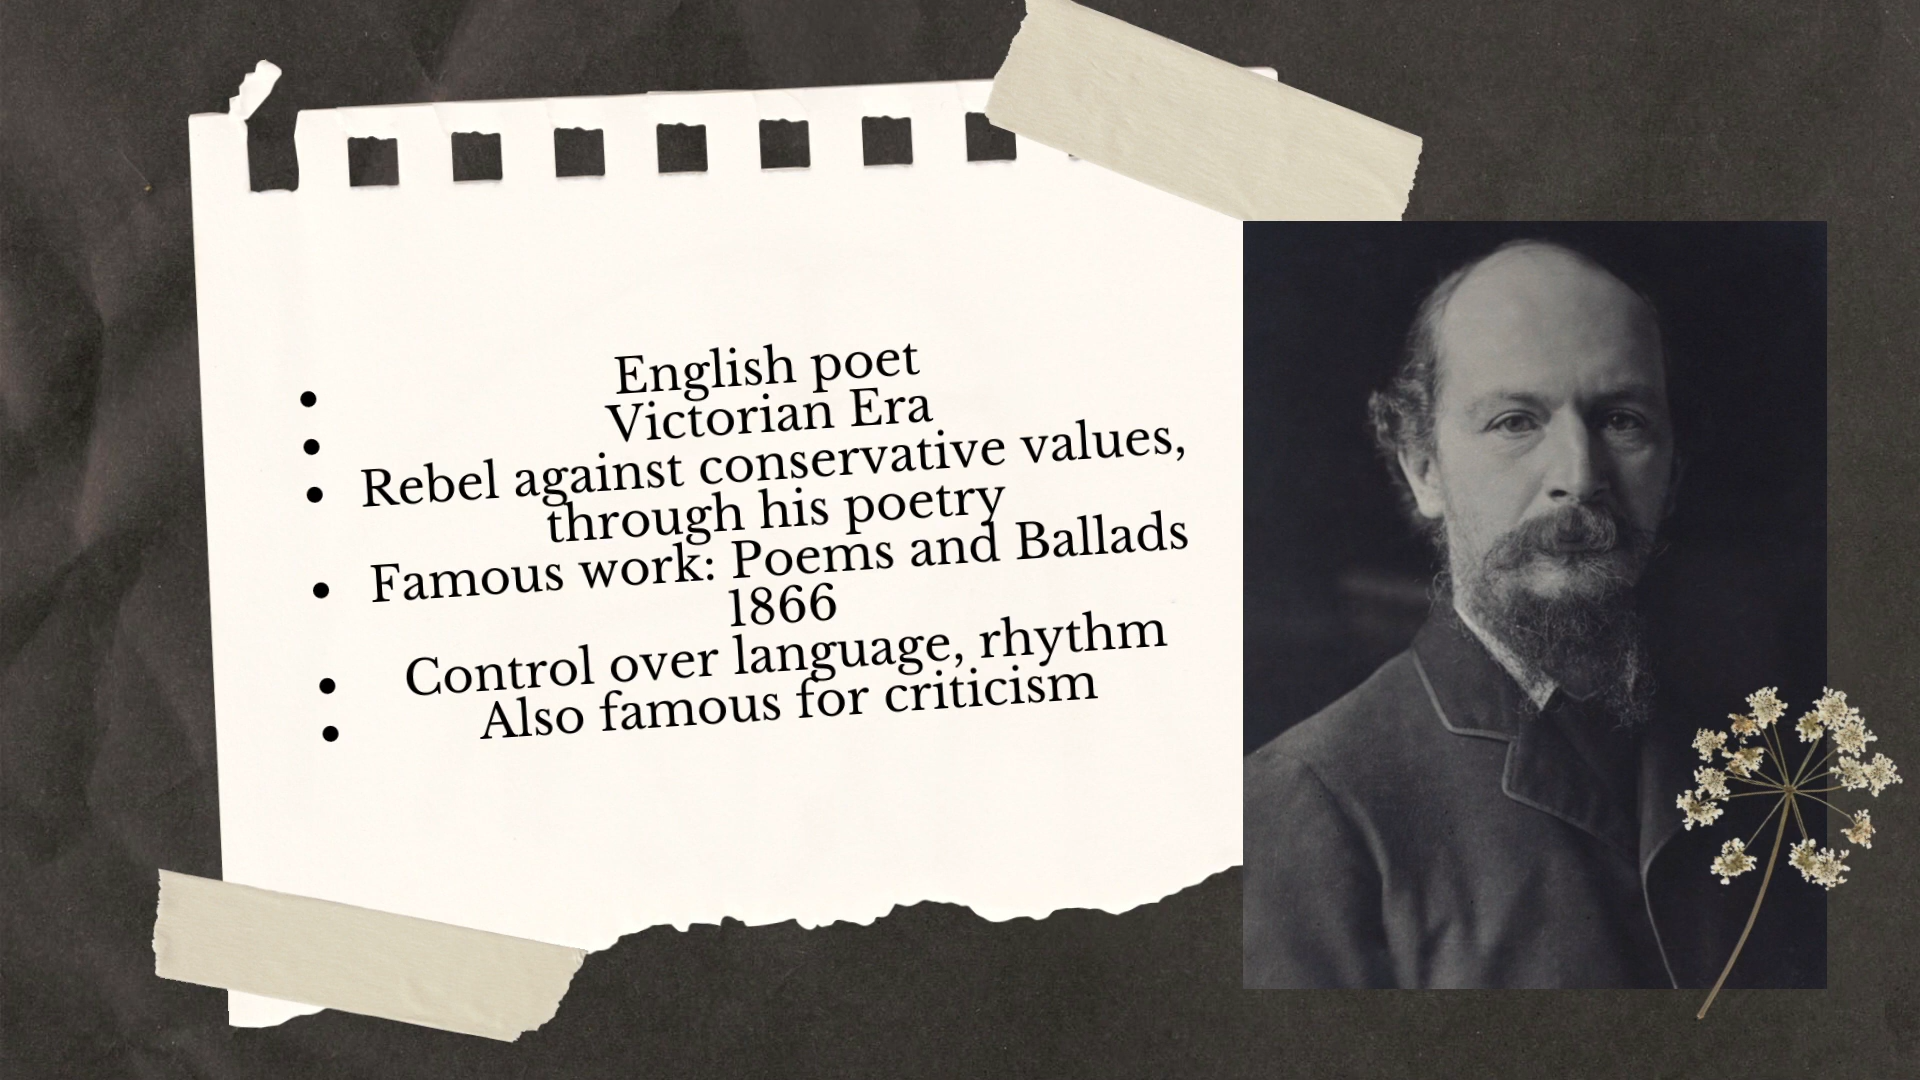 English poet
Victorian Era
Rebel against conservative values,
through his poetry
Famous work: Poems and Ballads
1866
Control over language, rhythm
Also famous for criticism